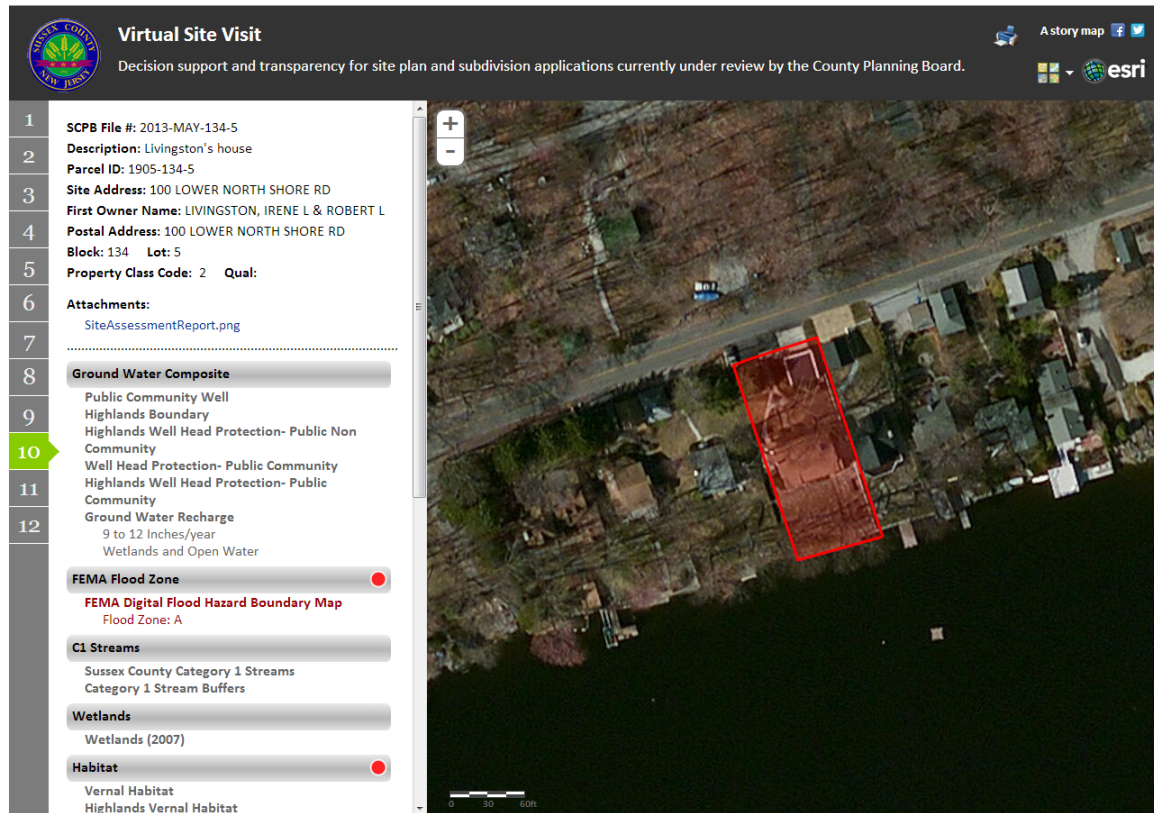 SUSSEX COUNTY
NEW JERSEY
Virtual Site Visit
Decision support and transparency for site plan and subdivision applications currently under review by the County Planning Board.
A story map
esri
1
2
3
4
5
6
7
8
9
10
11
12
SCPB File #: 2013-MAY-134-5
Description: Livingston's house
Parcel ID: 1905-134-5
Site Address: 100 LOWER NORTH SHORE RD
First Owner Name: LIVINGSTON, IRENE L & ROBERT L
Postal Address: 100 LOWER NORTH SHORE RD
Block: 134 Lot: 5
Property Class Code: 2 Qual:
Attachments:
SiteAssessmentReport.png
Ground Water Composite
Public Community Well
Highlands Boundary
Highlands Well Head Protection- Public Non
Community
Well Head Protection- Public Community
Highlands Well Head Protection- Public
Community
Ground Water Recharge
9 to 12 Inches/year
Wetlands and Open Water
FEMA Flood Zone
FEMA Digital Flood Hazard Boundary Map
Flood Zone: A
C1 Streams
Sussex County Category 1 Streams
Category 1 Stream Buffers
Wetlands
Wetlands (2007)
Habitat
Vernal Habitat
Highlands Vernal Habitat
+
-
0 30 60ft